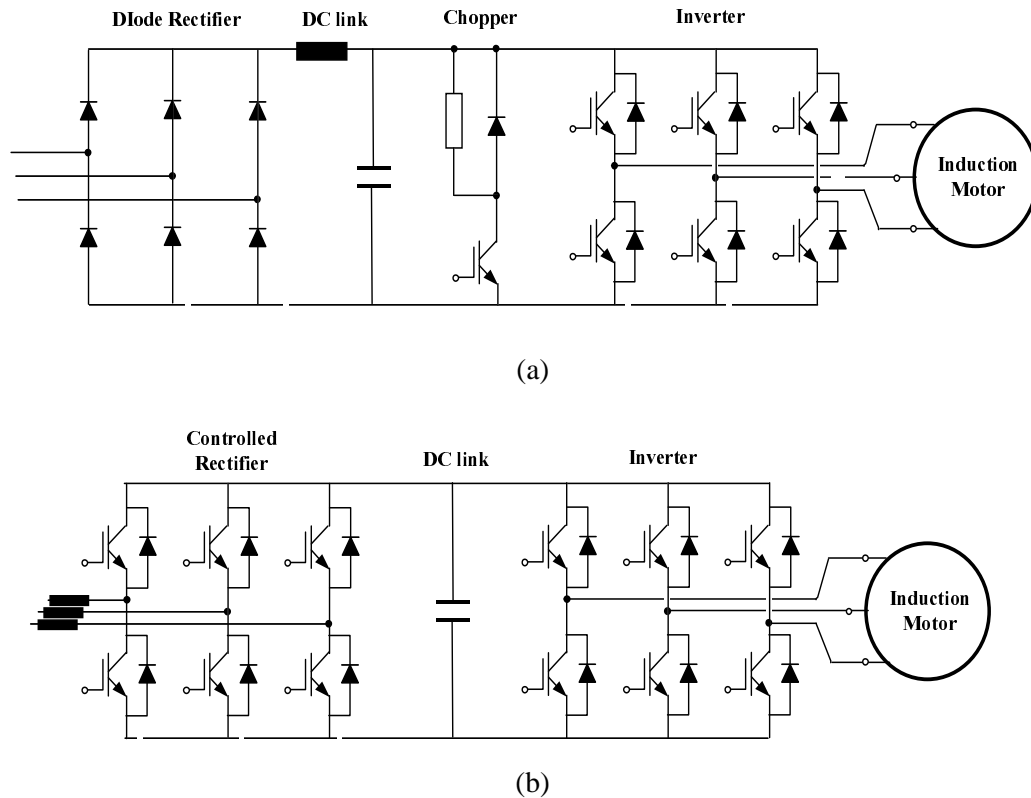 DIode Rectifier
DC link
Chopper
Inverter
Induction
Motor
(a)
Controlled
Rectifier
DC link
Inverter
Induction
Motor
(b)